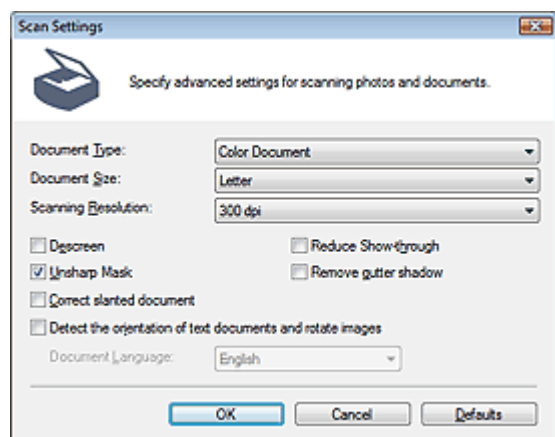 Scan Settings
Specify advanced settings for scanning photos and documents.
Document Type: Color Document
Document Size: Letter
Scanning Resolution: 300 dpi
Descreen Reduce Show-through
Unsharp Mask Remove gutter shadow
Correct slanted document
Detect the orientation of text documents and rotate images
Document Language: English
OK Cancel Defaults